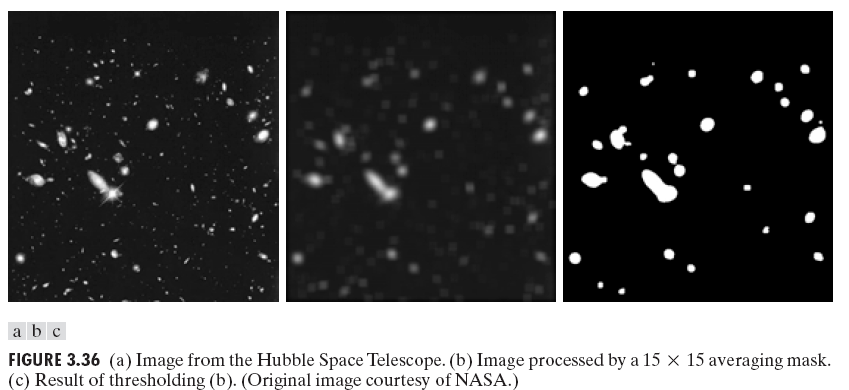 a b c
FIGURE 3.36 (a) Image from the Hubble Space Telescope. (b) Image processed by a 15 × 15 averaging mask.
(c) Result of thresholding (b). (Original image courtesy of NASA.)